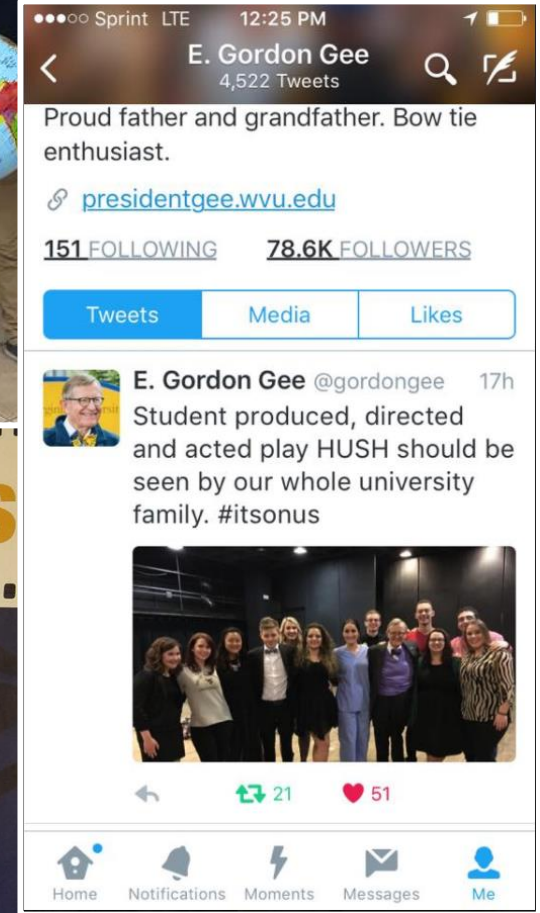 Sprint LTE 12:25 PM
E. Gordon Gee
4,522 Tweets
Proud father and grandfather. Bow tie
enthusiast.
presidentgee.wvu.edu
151 FOLLOWING 78.6K FOLLOWERS
Tweets Media Likes
E. Gordon Gee @gordongee 17h
Student produced, directed
and acted play HUSH should be
seen by our whole university
family. #itsonus
21 51
Home Notifications Moments Messages Me